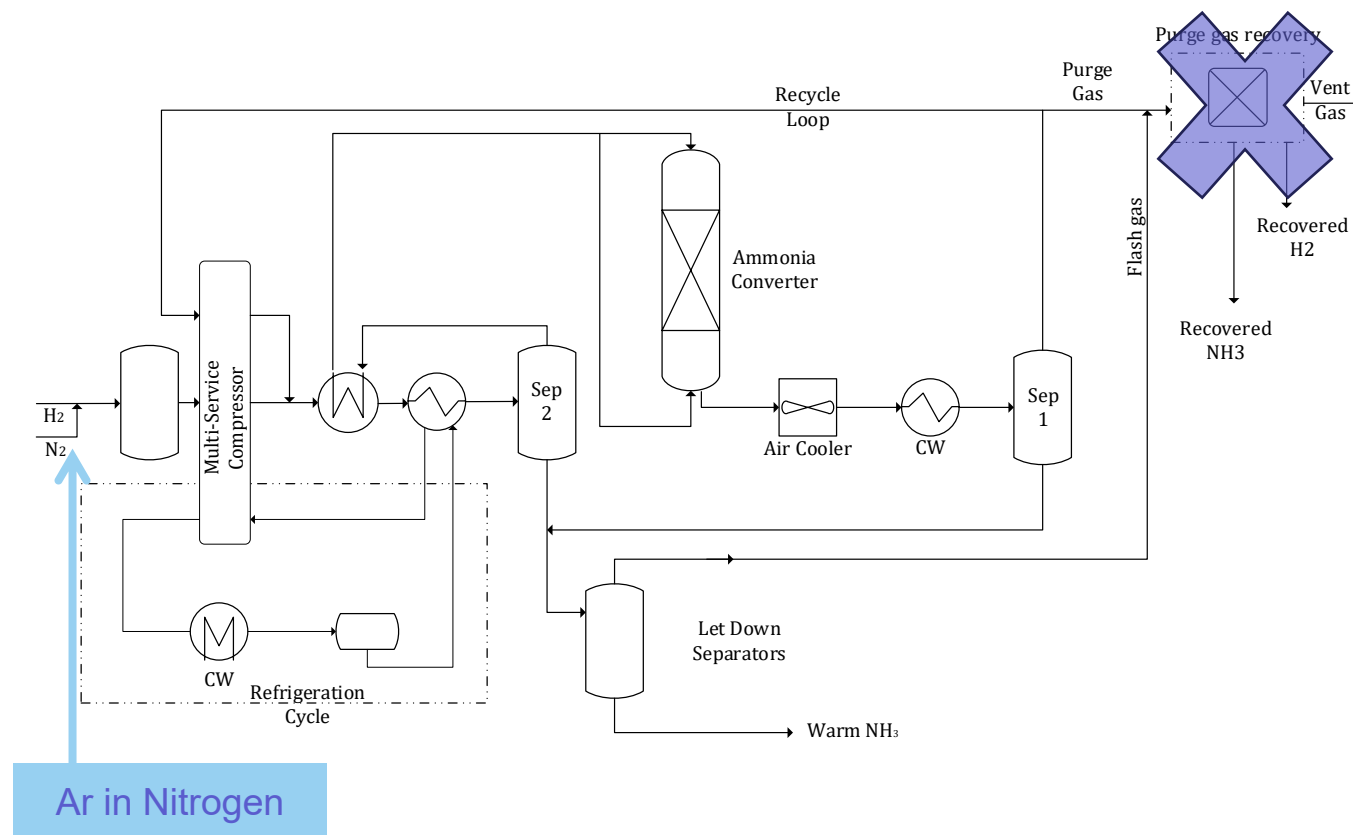 Purge gas recovery
Purge
Gas
Vent
Gas
Recycle
Loop
Flash gas
Recovered
H2
Recovered
NH3
Ammonia
Converter
Multi-Service
Compressor
H2
N2
Sep
2
Sep
1
Air Cooler
CW
Let Down
Separators
CW
Refrigeration
Cycle
Warm NH₃
Ar in Nitrogen